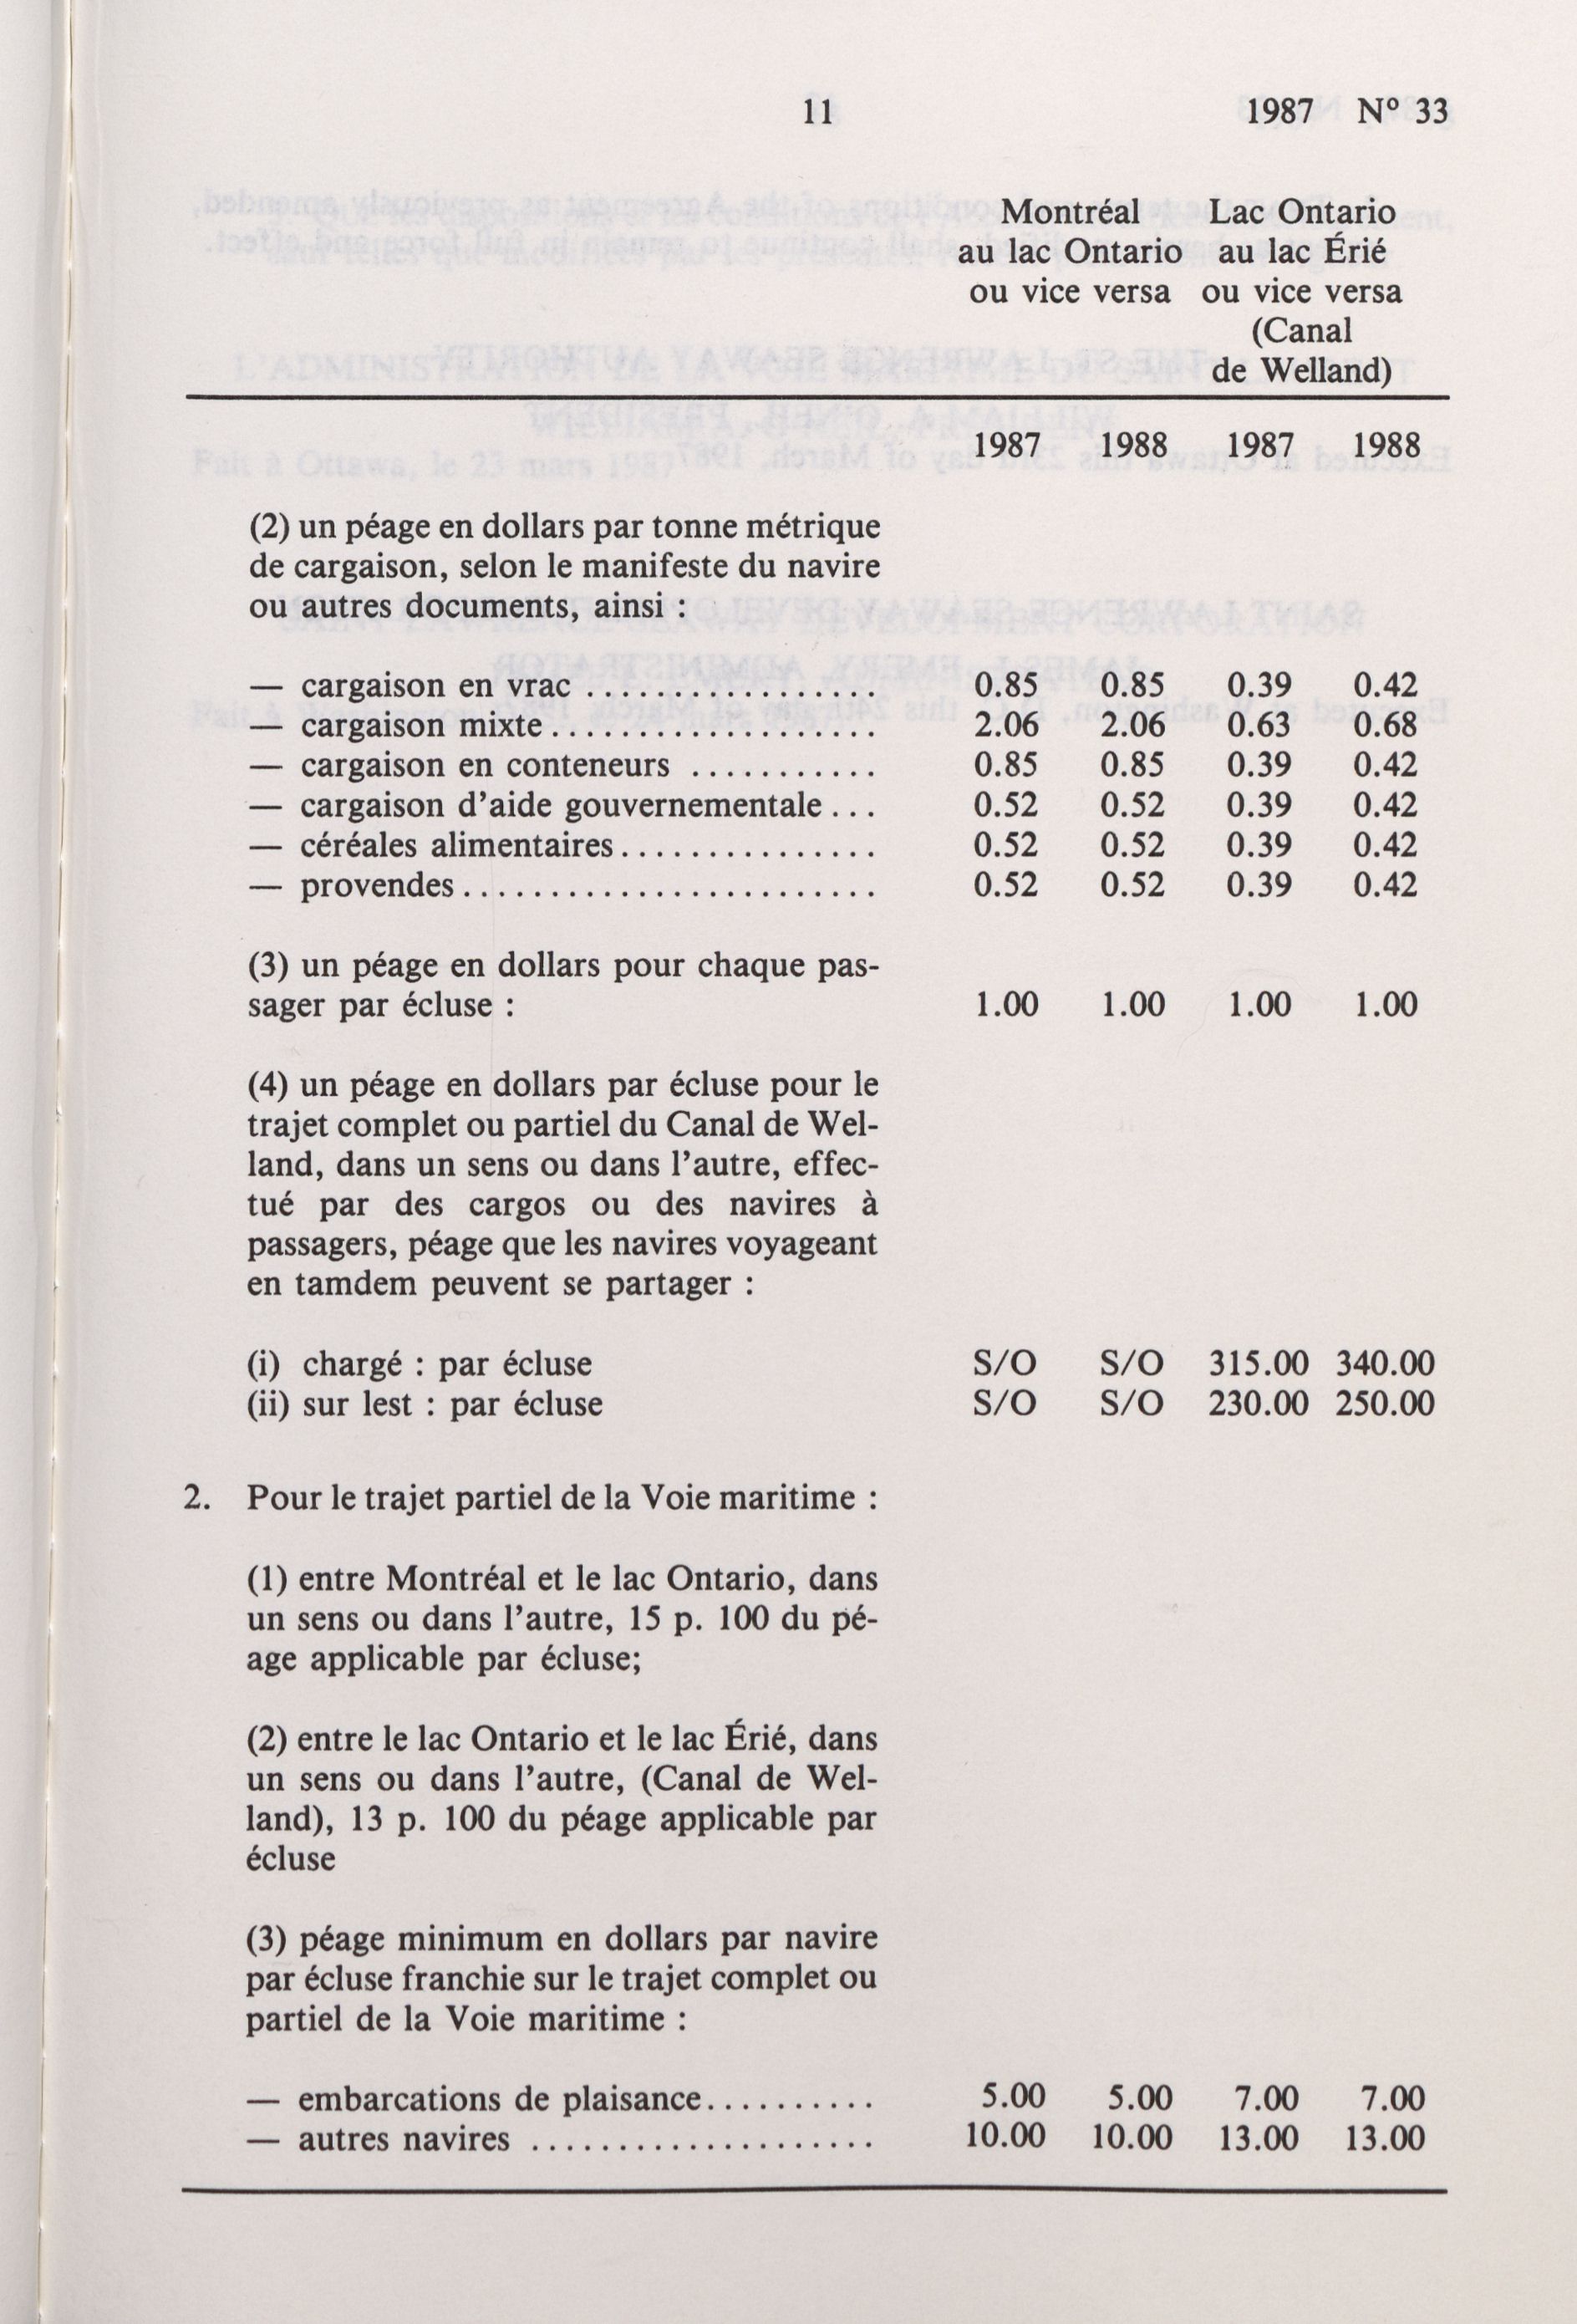 11 1987 Nº 33
Montréal Lac Ontario
au lac Ontario au lac Érié
ou vice versa ou vice versa
(Canal
de Welland)
1987 1988 1987 1988
(2) un péage en dollars par tonne métrique
de cargaison, selon le manifeste du navire
ou autres documents, ainsi :
— cargaison en vrac .................. 0.85 0.85 0.39 0.42
— cargaison mixte................... 2.06 2.06 0.63 0.68
— cargaison en conteneurs ........... 0.85 0.85 0.39 0.42
— cargaison d'aide gouvernementale... 0.52 0.52 0.39 0.42
— céréales alimentaires............... 0.52 0.52 0.39 0.42
— provendes........................ 0.52 0.52 0.39 0.42
(3) un péage en dollars pour chaque pas-
sager par écluse : 1.00 1.00 1.00 1.00
(4) un péage en dollars par écluse pour le
trajet complet ou partiel du Canal de Wel-
land, dans un sens ou dans l'autre, effec-
tué par des cargos ou des navires à
passagers, péage que les navires voyageant
en tamdem peuvent se partager :
(i) chargé : par écluse S/O S/O 315.00 340.00
(ii) sur lest : par écluse S/O S/O 230.00 250.00
2. Pour le trajet partiel de la Voie maritime :
(1) entre Montréal et le lac Ontario, dans
un sens ou dans l'autre, 15 p. 100 du pé-
age applicable par écluse;
(2) entre le lac Ontario et le lac Érié, dans
un sens ou dans l'autre, (Canal de Wel-
land), 13 p. 100 du péage applicable par
écluse
(3) péage minimum en dollars par navire
par écluse franchie sur le trajet complet ou
partiel de la Voie maritime :
— embarcations de plaisance.......... 5.00 5.00 7.00 7.00
— autres navires .................... 10.00 10.00 13.00 13.00